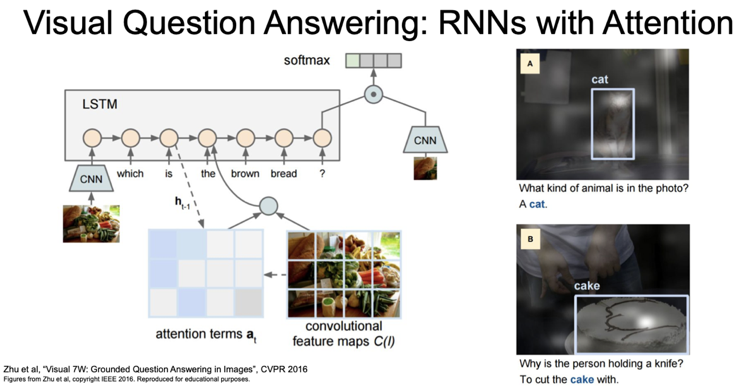 Visual Question Answering: RNNs with Attention
softmax
LSTM
CNN
which is the brown bread ?
CNN
h_t-1
attention terms a_t
convolutional
feature maps C(I)
A
cat
What kind of animal is in the photo?
A cat.
B
cake
Why is the person holding a knife?
To cut the cake with.
Zhu et al, “Visual 7W: Grounded Question Answering in Images”, CVPR 2016
Figures from Zhu et al, copyright IEEE 2016. Reproduced for educational purposes.